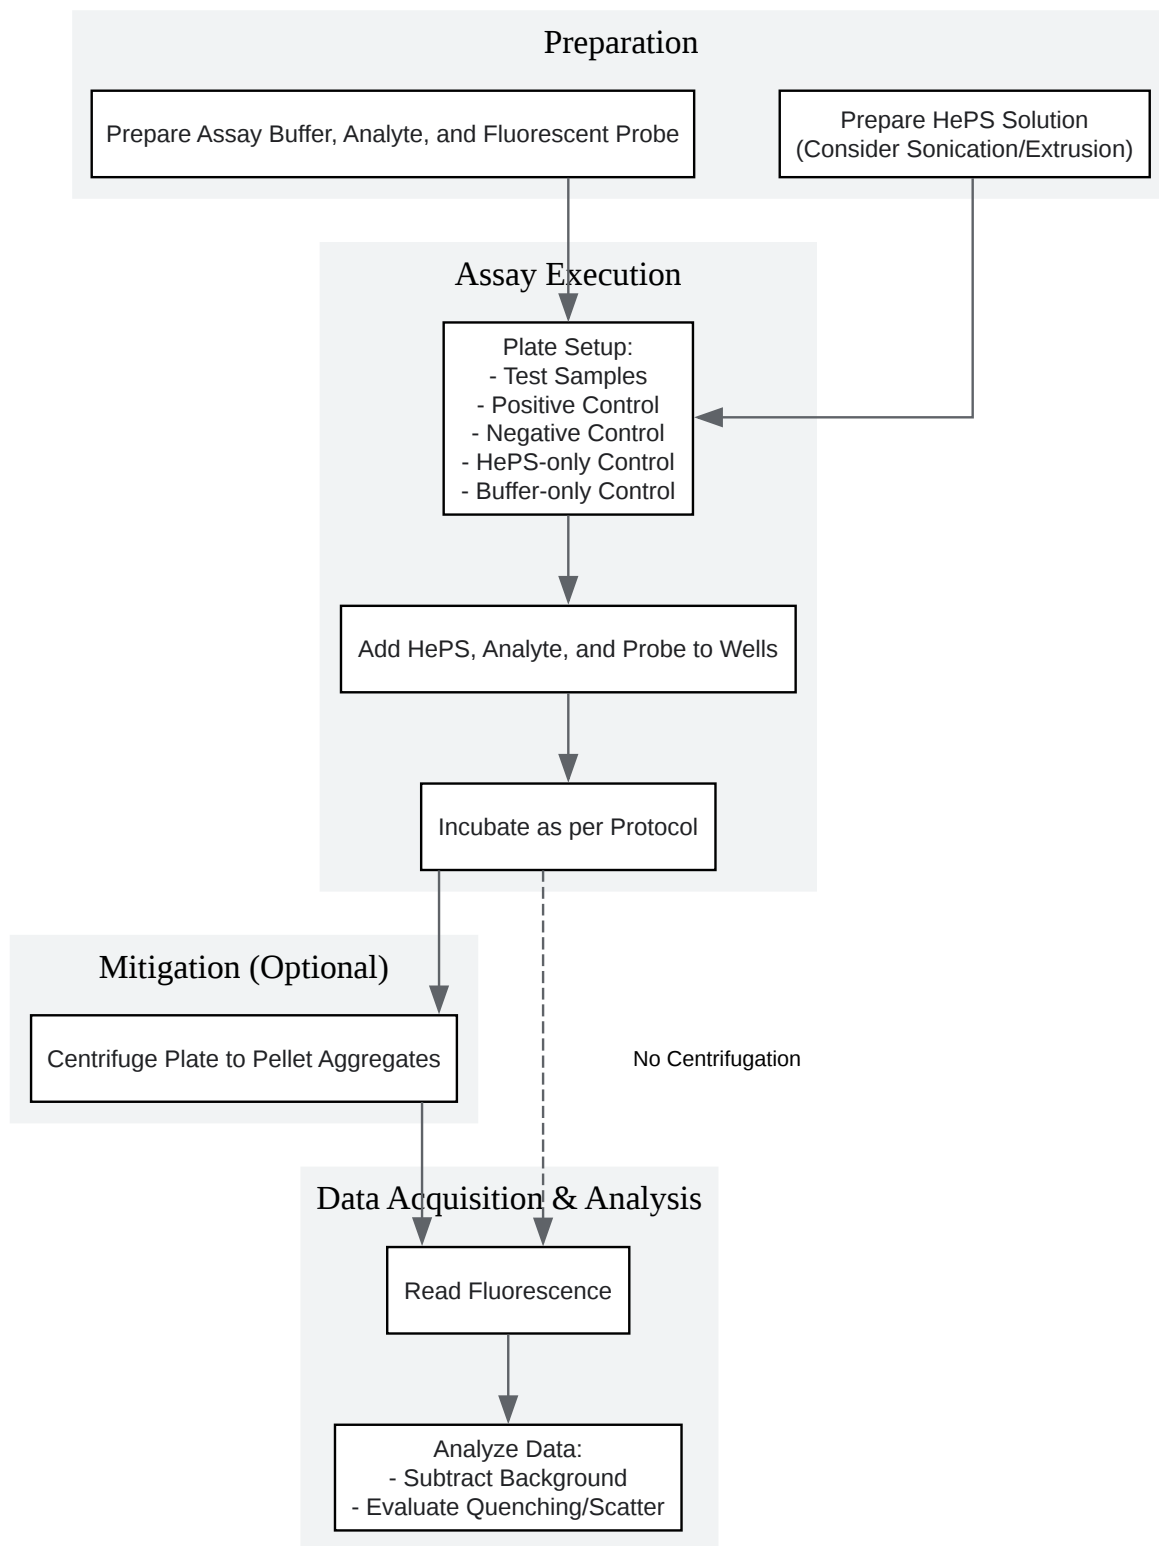 Preparation
Prepare Assay Buffer, Analyte, and Fluorescent Probe
Prepare HePS Solution
(Consider Sonication/Extrusion)
Assay Execution
Plate Setup:
- Test Samples
- Positive Control
- Negative Control
- HePS-only Control
- Buffer-only Control
Add HePS, Analyte, and Probe to Wells
Incubate as per Protocol
Mitigation (Optional)
Centrifuge Plate to Pellet Aggregates
No Centrifugation
Data Acquisition & Analysis
Read Fluorescence
Analyze Data:
- Subtract Background
- Evaluate Quenching/Scatter